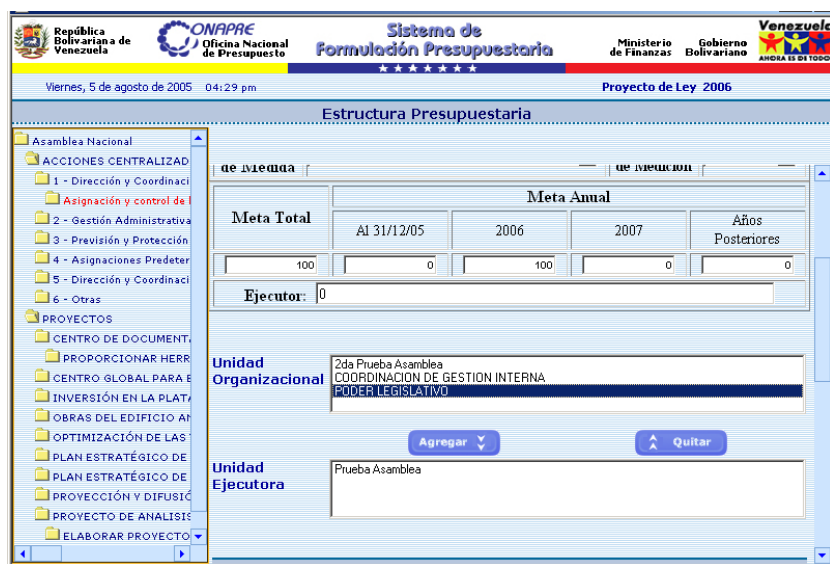 República
Bolivariana de
Venezuela
ONAPRE
Oficina Nacional
de Presupuesto
Sistema de
Formulación Presupuestaria
Ministerio
de Finanzas
Gobierno
Bolivariano
Venezuela
AHORA ES DE TODOS
Viernes, 5 de agosto de 2005 04:29 pm
Proyecto de Ley 2006
Estructura Presupuestaria
Asamblea Nacional
ACCIONES CENTRALIZAD
1 - Dirección y Coordinaci
Asignación y control de l
2 - Gestión Administrativa
3 - Previsión y Protección
4 - Asignaciones Predeter
5 - Dirección y Coordinaci
6 - Otras
PROYECTOS
CENTRO DE DOCUMENT
PROPORCIONAR HERR
CENTRO GLOBAL PARA E
INVERSIÓN EN LA PLATA
OBRAS DEL EDIFICIO AN
OPTIMIZACIÓN DE LAS
PLAN ESTRATÉGICO DE
PLAN ESTRATÉGICO DE
PROYECCIÓN Y DIFUSIÓ
PROYECTO DE ANALISIS
ELABORAR PROYECTO
de Medida
de Medición
Meta Total
Meta Anual
Al 31/12/05
2006
2007
Años
Posteriores
100
0
100
0
0
Ejecutor: 0
Unidad
Organizacional
2da Prueba Asamblea
COORDINACION DE GESTION INTERNA
PODER LEGISLATIVO
Agregar
Quitar
Unidad
Ejecutora
Prueba Asamblea